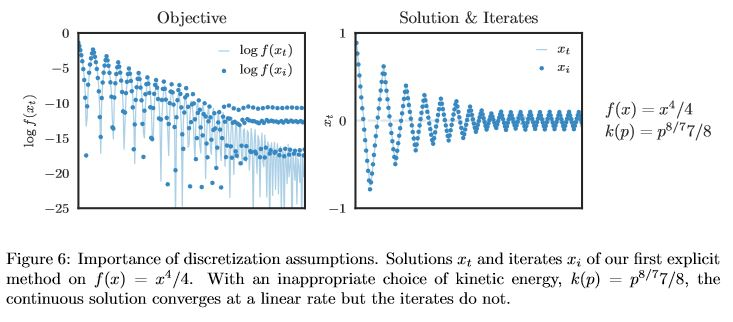 Objective
Solution & Iterates
0
−5
−10
−15
−20
−25
log f(x_t)
log f(x_t)
log f(x_i)
1
0
−1
x_t
x_t
x_i
f(x) = x^4/4
k(p) = p^{8/7}7/8
Figure 6: Importance of discretization assumptions. Solutions x_t and iterates x_i of our first explicit
method on f(x) = x^4/4. With an inappropriate choice of kinetic energy, k(p) = p^{8/7}7/8, the
continuous solution converges at a linear rate but the iterates do not.